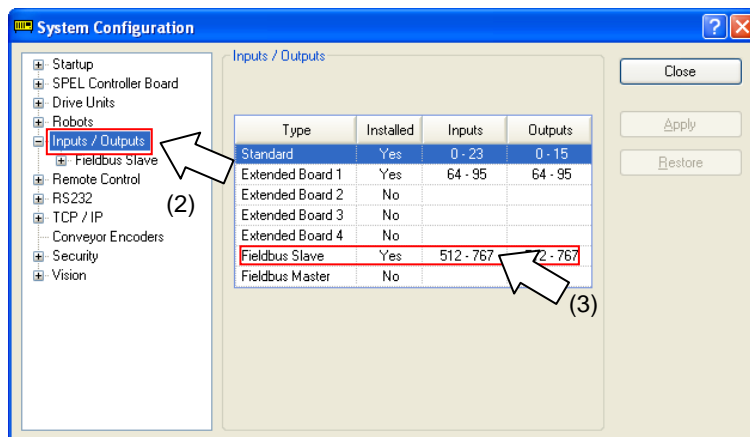 System Configuration
Startup
SPEL Controller Board
Drive Units
Robots
Inputs / Outputs
Fieldbus Slave
Remote Control
RS232
TCP / IP
Conveyor Encoders
Security
Vision
(2)
Inputs / Outputs
Type Installed Inputs Outputs
Standard Yes 0 - 23 0 - 15
Extended Board 1 Yes 64 - 95 64 - 95
Extended Board 2 No
Extended Board 3 No
Extended Board 4 No
Fieldbus Slave Yes 512 - 767 2 - 767
Fieldbus Master No
(3)
Close
Apply
Restore